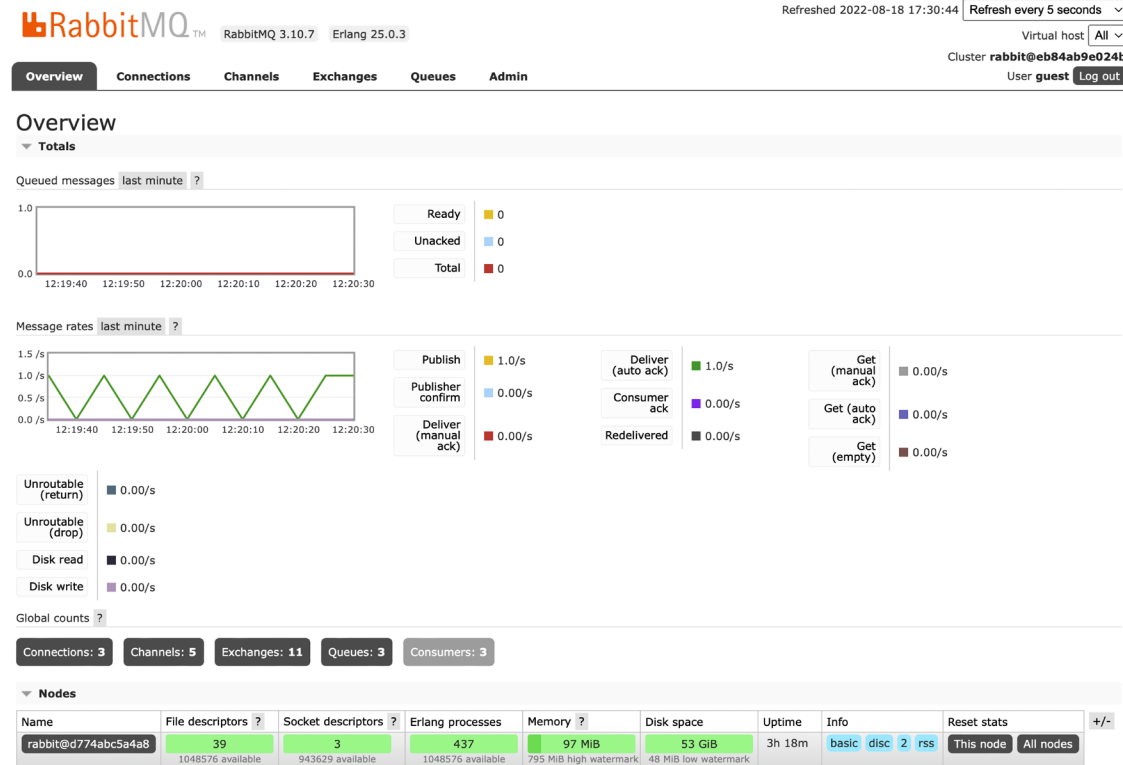 Refreshed 2022-08-18 17:30:44 Refresh every 5 seconds
RabbitMQ TM RabbitMQ 3.10.7 Erlang 25.0.3
Virtual host All
Cluster rabbit@eb84ab9e024b
User guest Log out
Overview Connections Channels Exchanges Queues Admin
Overview
Totals
Queued messages last minute ?
1.0
0.0
12:19:40 12:19:50 12:20:00 12:20:10 12:20:20 12:20:30
Ready 0
Unacked 0
Total 0
Message rates last minute ?
1.5 /s
1.0 /s
0.5 /s
0.0 /s
12:19:40 12:19:50 12:20:00 12:20:10 12:20:20 12:20:30
Publish 1.0/s
Publisher
confirm 0.00/s
Deliver
(manual
ack) 0.00/s
Deliver
(auto ack) 1.0/s
Consumer
ack 0.00/s
Redelivered 0.00/s
Get
(manual
ack) 0.00/s
Get (auto
ack) 0.00/s
Get
(empty) 0.00/s
Unroutable
(return) 0.00/s
Unroutable
(drop) 0.00/s
Disk read 0.00/s
Disk write 0.00/s
Global counts ?
Connections: 3 Channels: 5 Exchanges: 11 Queues: 3 Consumers: 3
Nodes
Name File descriptors ? Socket descriptors ? Erlang processes Memory ? Disk space Uptime Info Reset stats +/-
rabbit@d774abc5a4a8 39 3 437 97 MiB 53 GiB 3h 18m basic disc 2 rss This node All nodes
1048576 available 943629 available 1048576 available 795 MiB high watermark 48 MiB low watermark